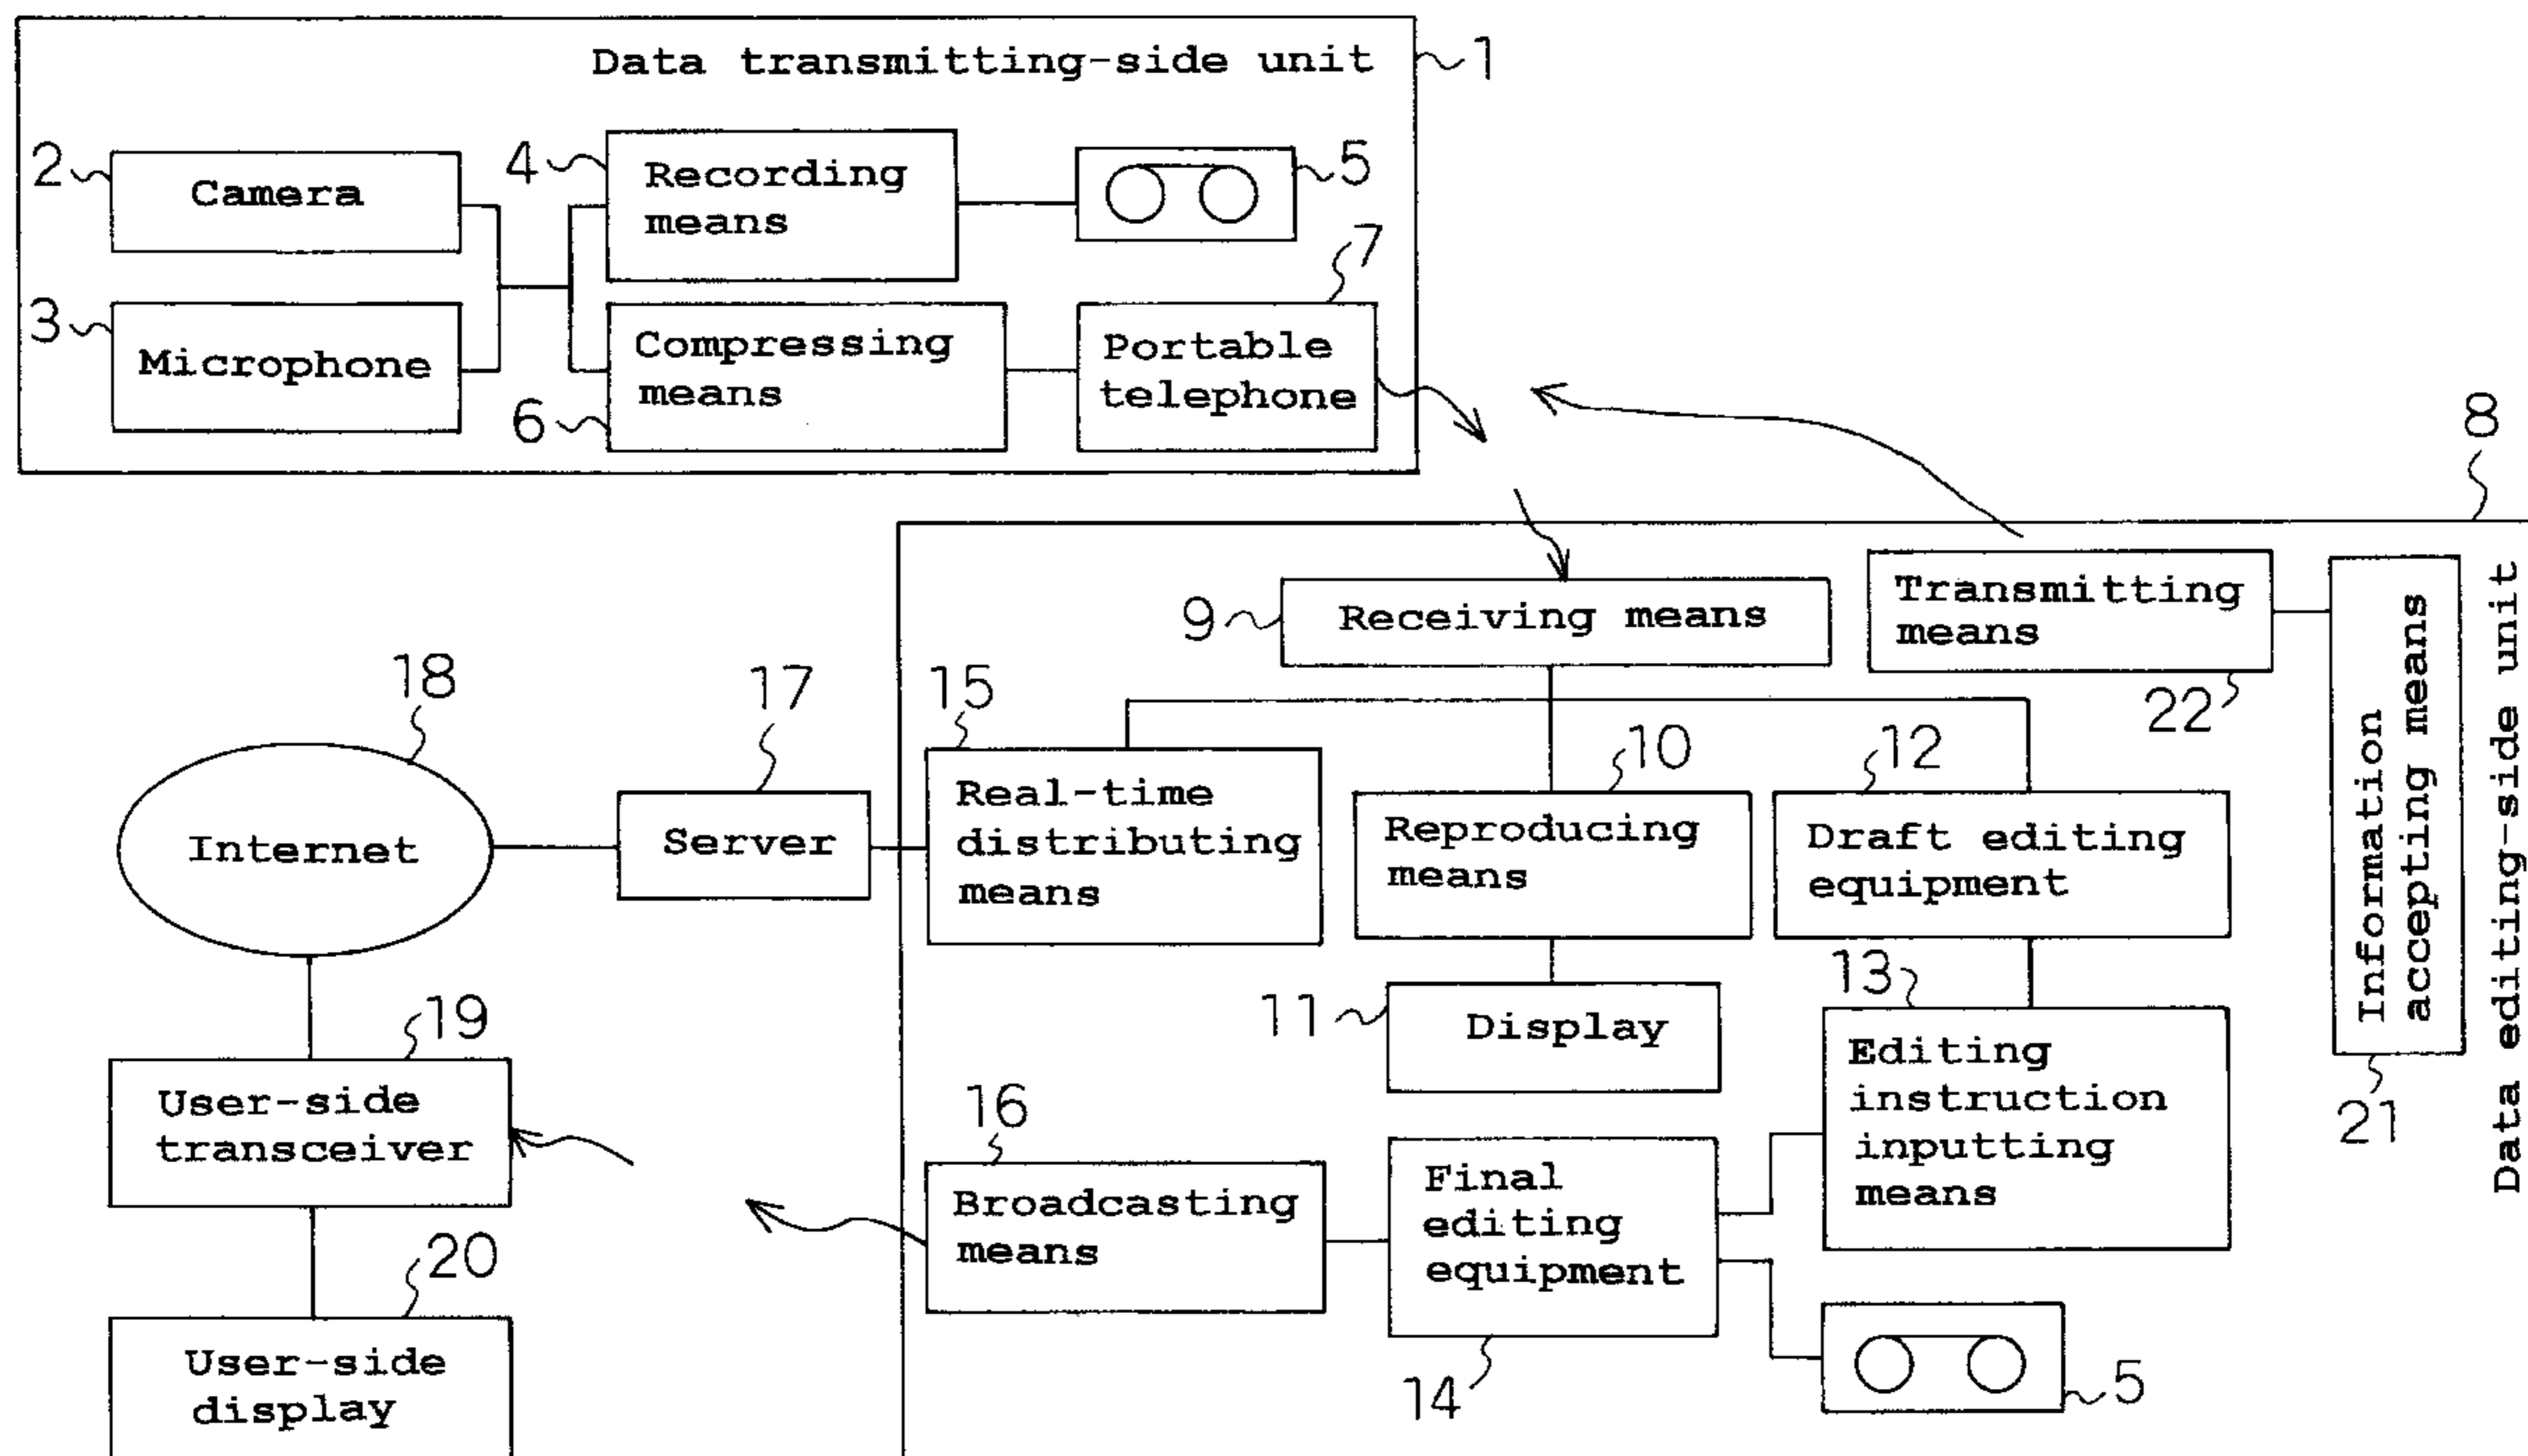 Data transmitting-side unit
1
2
Camera
3
Microphone
4
Recording
means
5
6
Compressing
means
7
Portable
telephone
8
Data editing-side unit
9
Receiving means
Transmitting
means
22
Information
accepting means
21
18
Internet
17
Server
15
Real-time
distributing
means
10
Reproducing
means
12
Draft editing
equipment
11
Display
13
Editing
instruction
inputting
means
19
User-side
transceiver
16
Broadcasting
means
Final
editing
equipment
14
5
20
User-side
display